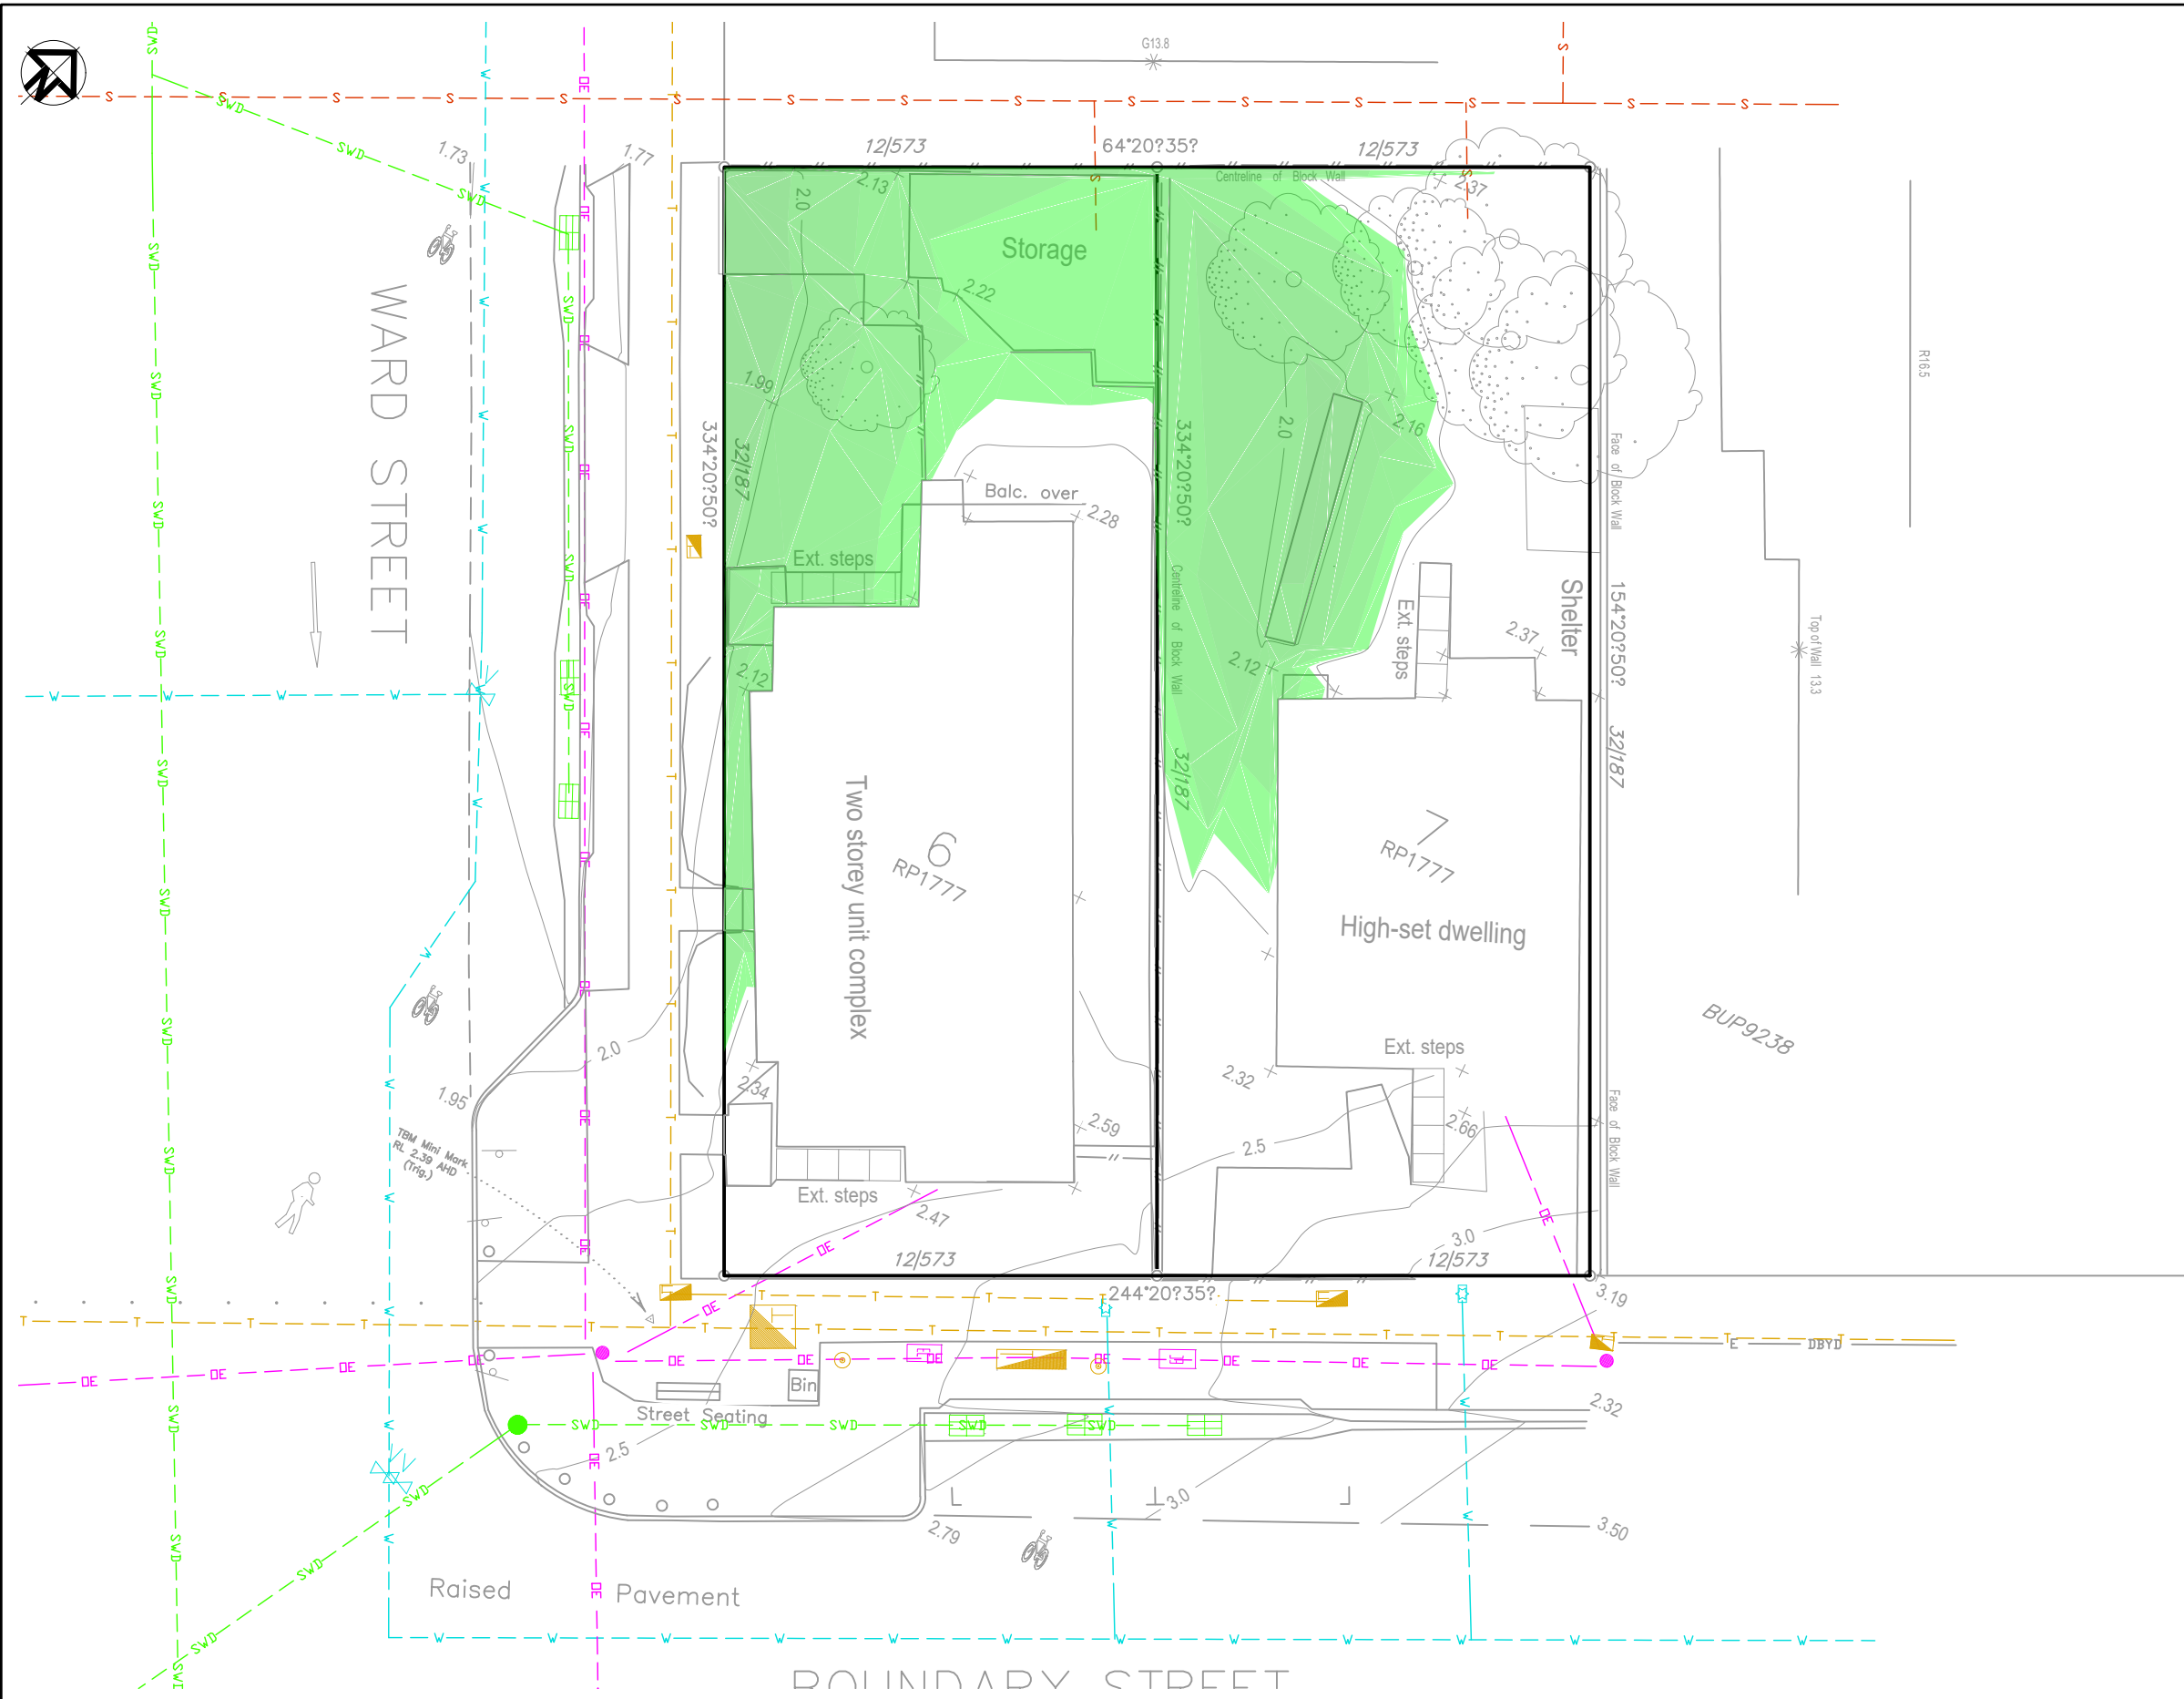 G13.8
12/573
64°20?35?
12/573
1.73
1.77
2.13
2.0
Centreline of Block Wall
2.37
Storage
2.22
WARD STREET
R16.5
1.99
334°20?50?
32/187
334°20?50?
2.0
2.16
Face of Block Wall
Balc. over
2.28
Ext. steps
Centreline of Block Wall
Ext. steps
Shelter
154°20?50?
2.37
Top of Wall 13.3
2.12
2.12
32/187
32/187
Two storey unit complex
6
RP1777
7
RP1777
High-set dwelling
BUP9238
2.0
Ext. steps
2.34
2.32
1.95
2.59
2.5
2.66
Face of Block Wall
TBM Mini Mark
RL 2.39 AHD
(Trig.)
Ext. steps
2.47
3.0
12/573
12/573
244°20?35?
3.19
E
DBYD
Bin
Street Seating
2.32
2.5
3.0
2.79
3.50
Raised Pavement
BOUNDARY STREET